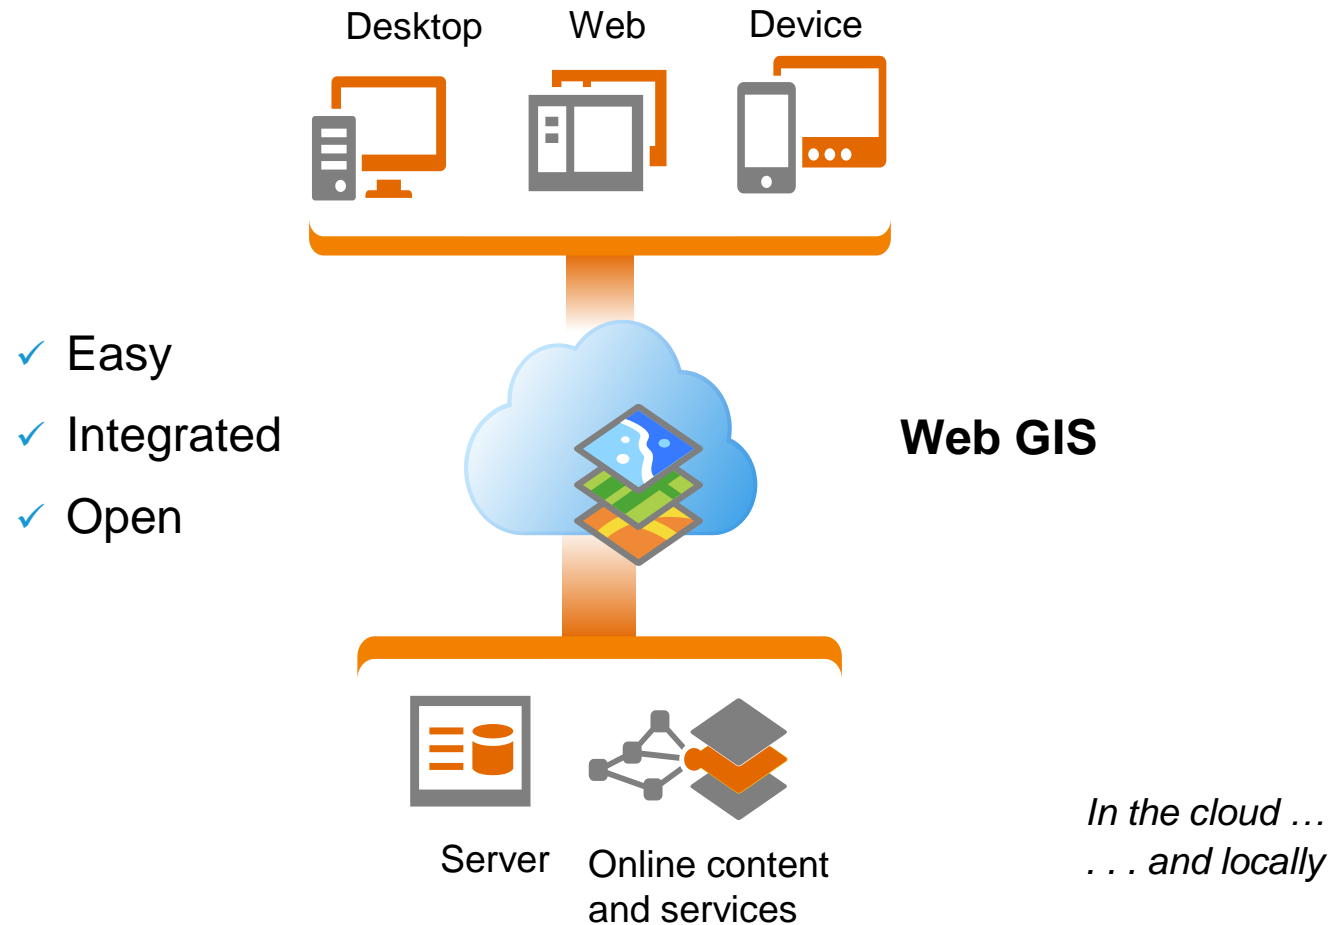 Desktop
Web
Device
Easy
Integrated
Open
Web GIS
Server
Online content
and services
In the cloud …
. . . and locally